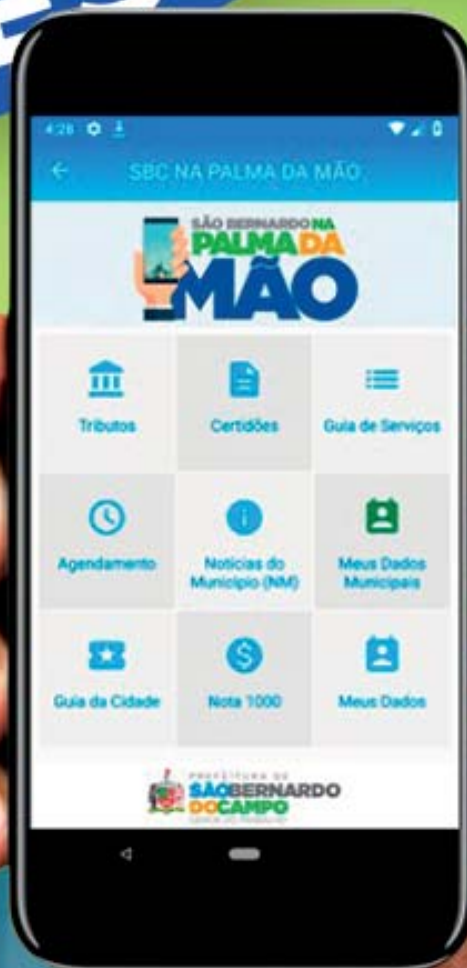 4:28
SBC NA PALMA DA MÃO
SÃO BERNARDO NA
PALMA DA
MÃO
Tributos
Certidões
Guia de Serviços
Agendamento
Notícias do
Município (NM)
Meus Dados
Municipais
Guia da Cidade
Nota 1000
Meus Dados
PREFEITURA DE
SÃO BERNARDO
DO CAMPO